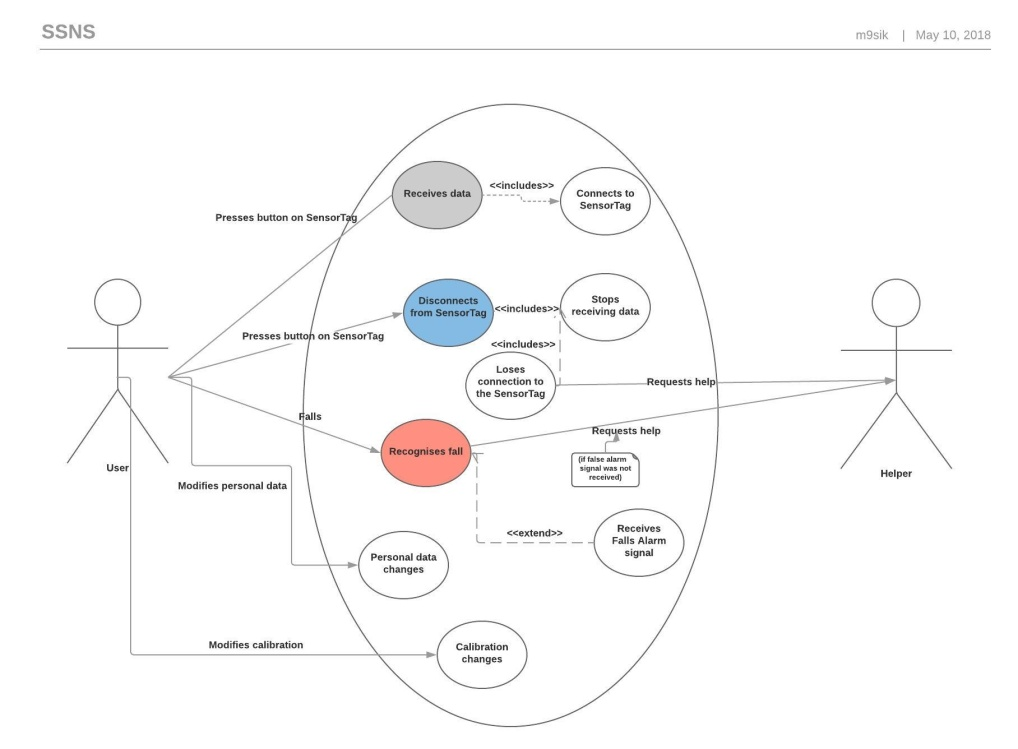 SSNS
m9sik | May 10, 2018
Receives data
<<includes>>
Connects to
SensorTag
Presses button on SensorTag
Disconnects
from SensorTag
<<includes>>
Stops
receiving data
Presses button on SensorTag
<<includes>>
Loses
connection to
the SensorTag
Requests help
Falls
Requests help
Recognises fall
(if false alarm
signal was not
received)
User
Helper
Modifies personal data
<<extend>>
Receives
Falls Alarm
signal
Personal data
changes
Modifies calibration
Calibration
changes